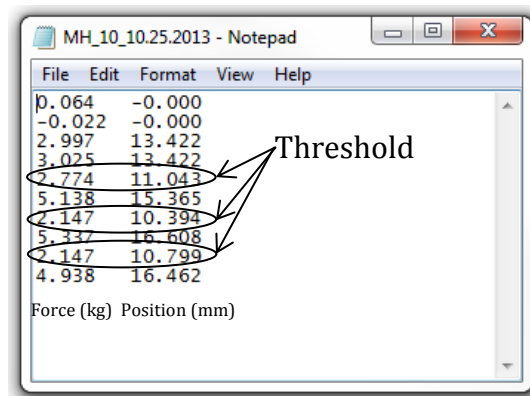 MH_10_10.25.2013 - Notepad
File Edit Format View Help
0.064 -0.000
-0.022 -0.000
2.997 13.422
3.025 13.422
2.774 11.043
5.138 15.365
2.147 10.394
5.337 16.608
2.147 10.799
4.938 16.462
Threshold
Force (kg) Position (mm)